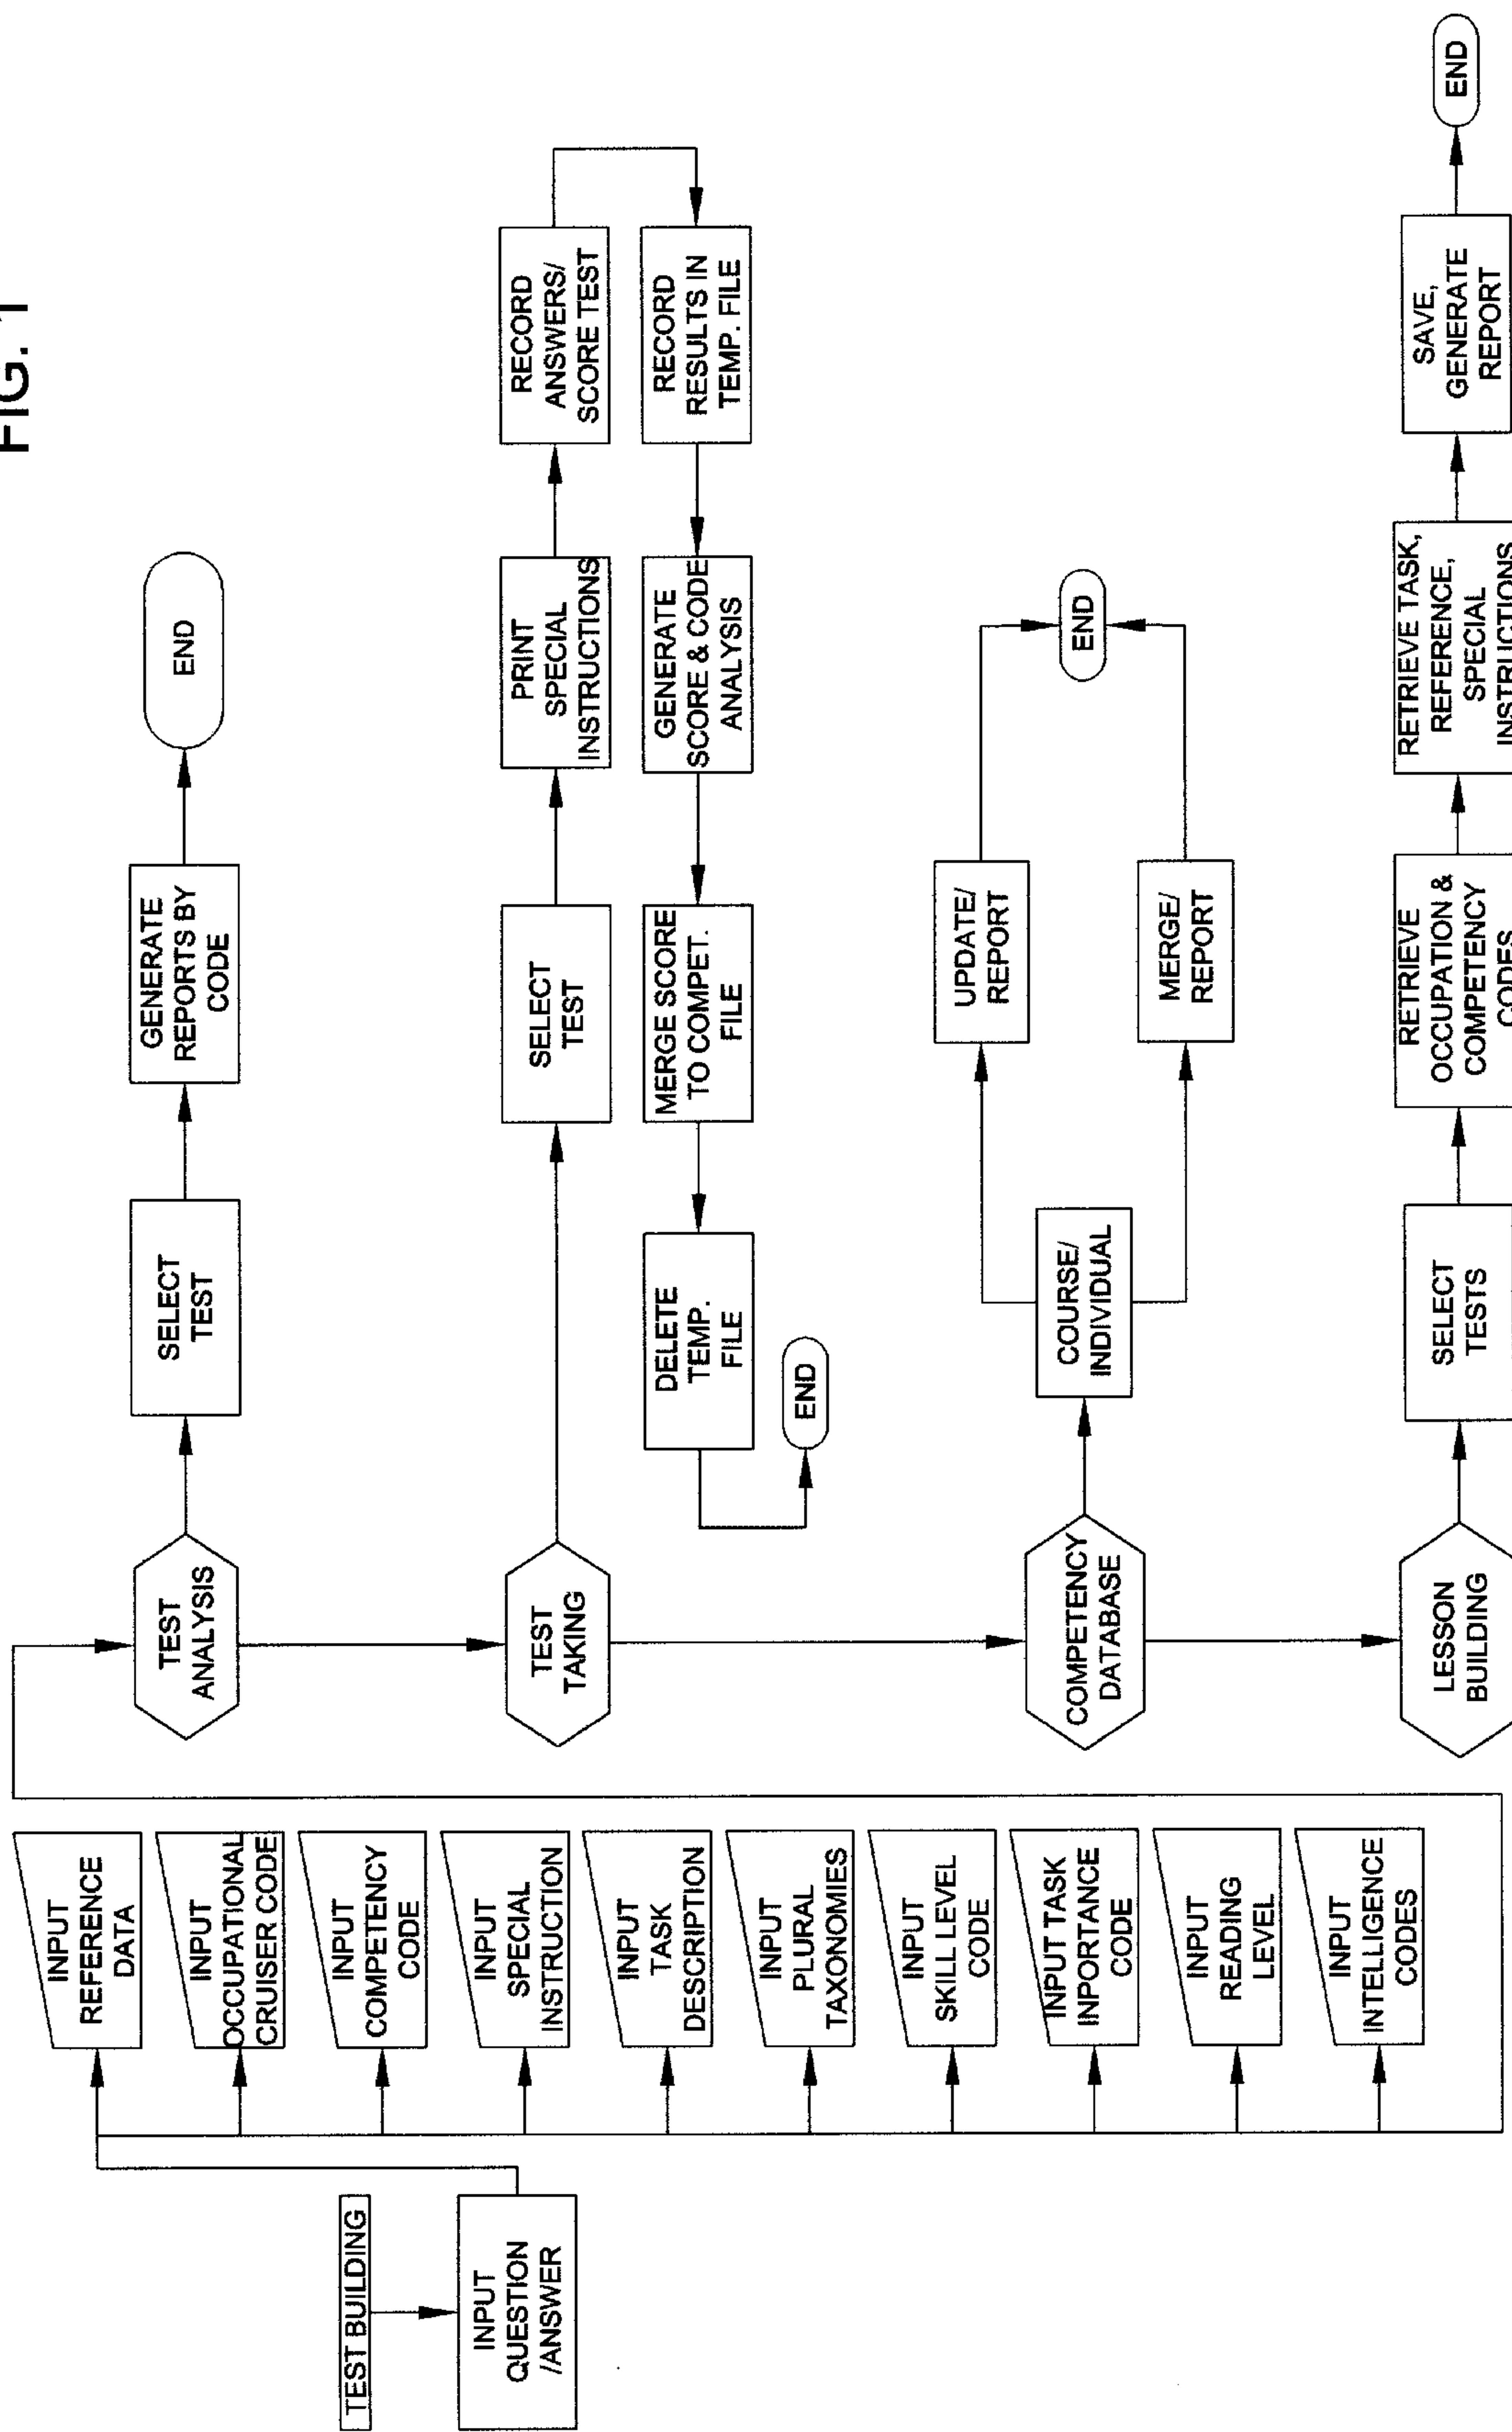 FIG. 1
TEST BUILDING
INPUT
QUESTION
/ANSWER
INPUT
REFERENCE
DATA
INPUT
OCCUPATIONAL
CRUISER CODE
INPUT
COMPETENCY
CODE
INPUT
SPECIAL
INSTRUCTION
INPUT
TASK
DESCRIPTION
INPUT
PLURAL
TAXONOMIES
INPUT
SKILL LEVEL
CODE
INPUT TASK
INPORTANCE
CODE
INPUT
READING
LEVEL
INPUT
INTELLIGENCE
CODES
TEST
ANALYSIS
SELECT
TEST
GENERATE
REPORTS BY
CODE
END
TEST
TAKING
SELECT
TEST
PRINT
SPECIAL
INSTRUCTIONS
RECORD
ANSWERS/
SCORE TEST
RECORD
RESULTS IN
TEMP. FILE
GENERATE
SCORE & CODE
ANALYSIS
MERGE SCORE
TO COMPET.
FILE
DELETE
TEMP.
FILE
END
COMPETENCY
DATABASE
COURSE/
INDIVIDUAL
UPDATE/
REPORT
MERGE/
REPORT
END
LESSON
BUILDING
SELECT
TESTS
RETRIEVE
OCCUPATION &
COMPETENCY
CODES
RETRIEVE TASK,
REFERENCE,
SPECIAL
INSTRUCTIONS
SAVE,
GENERATE
REPORT
END